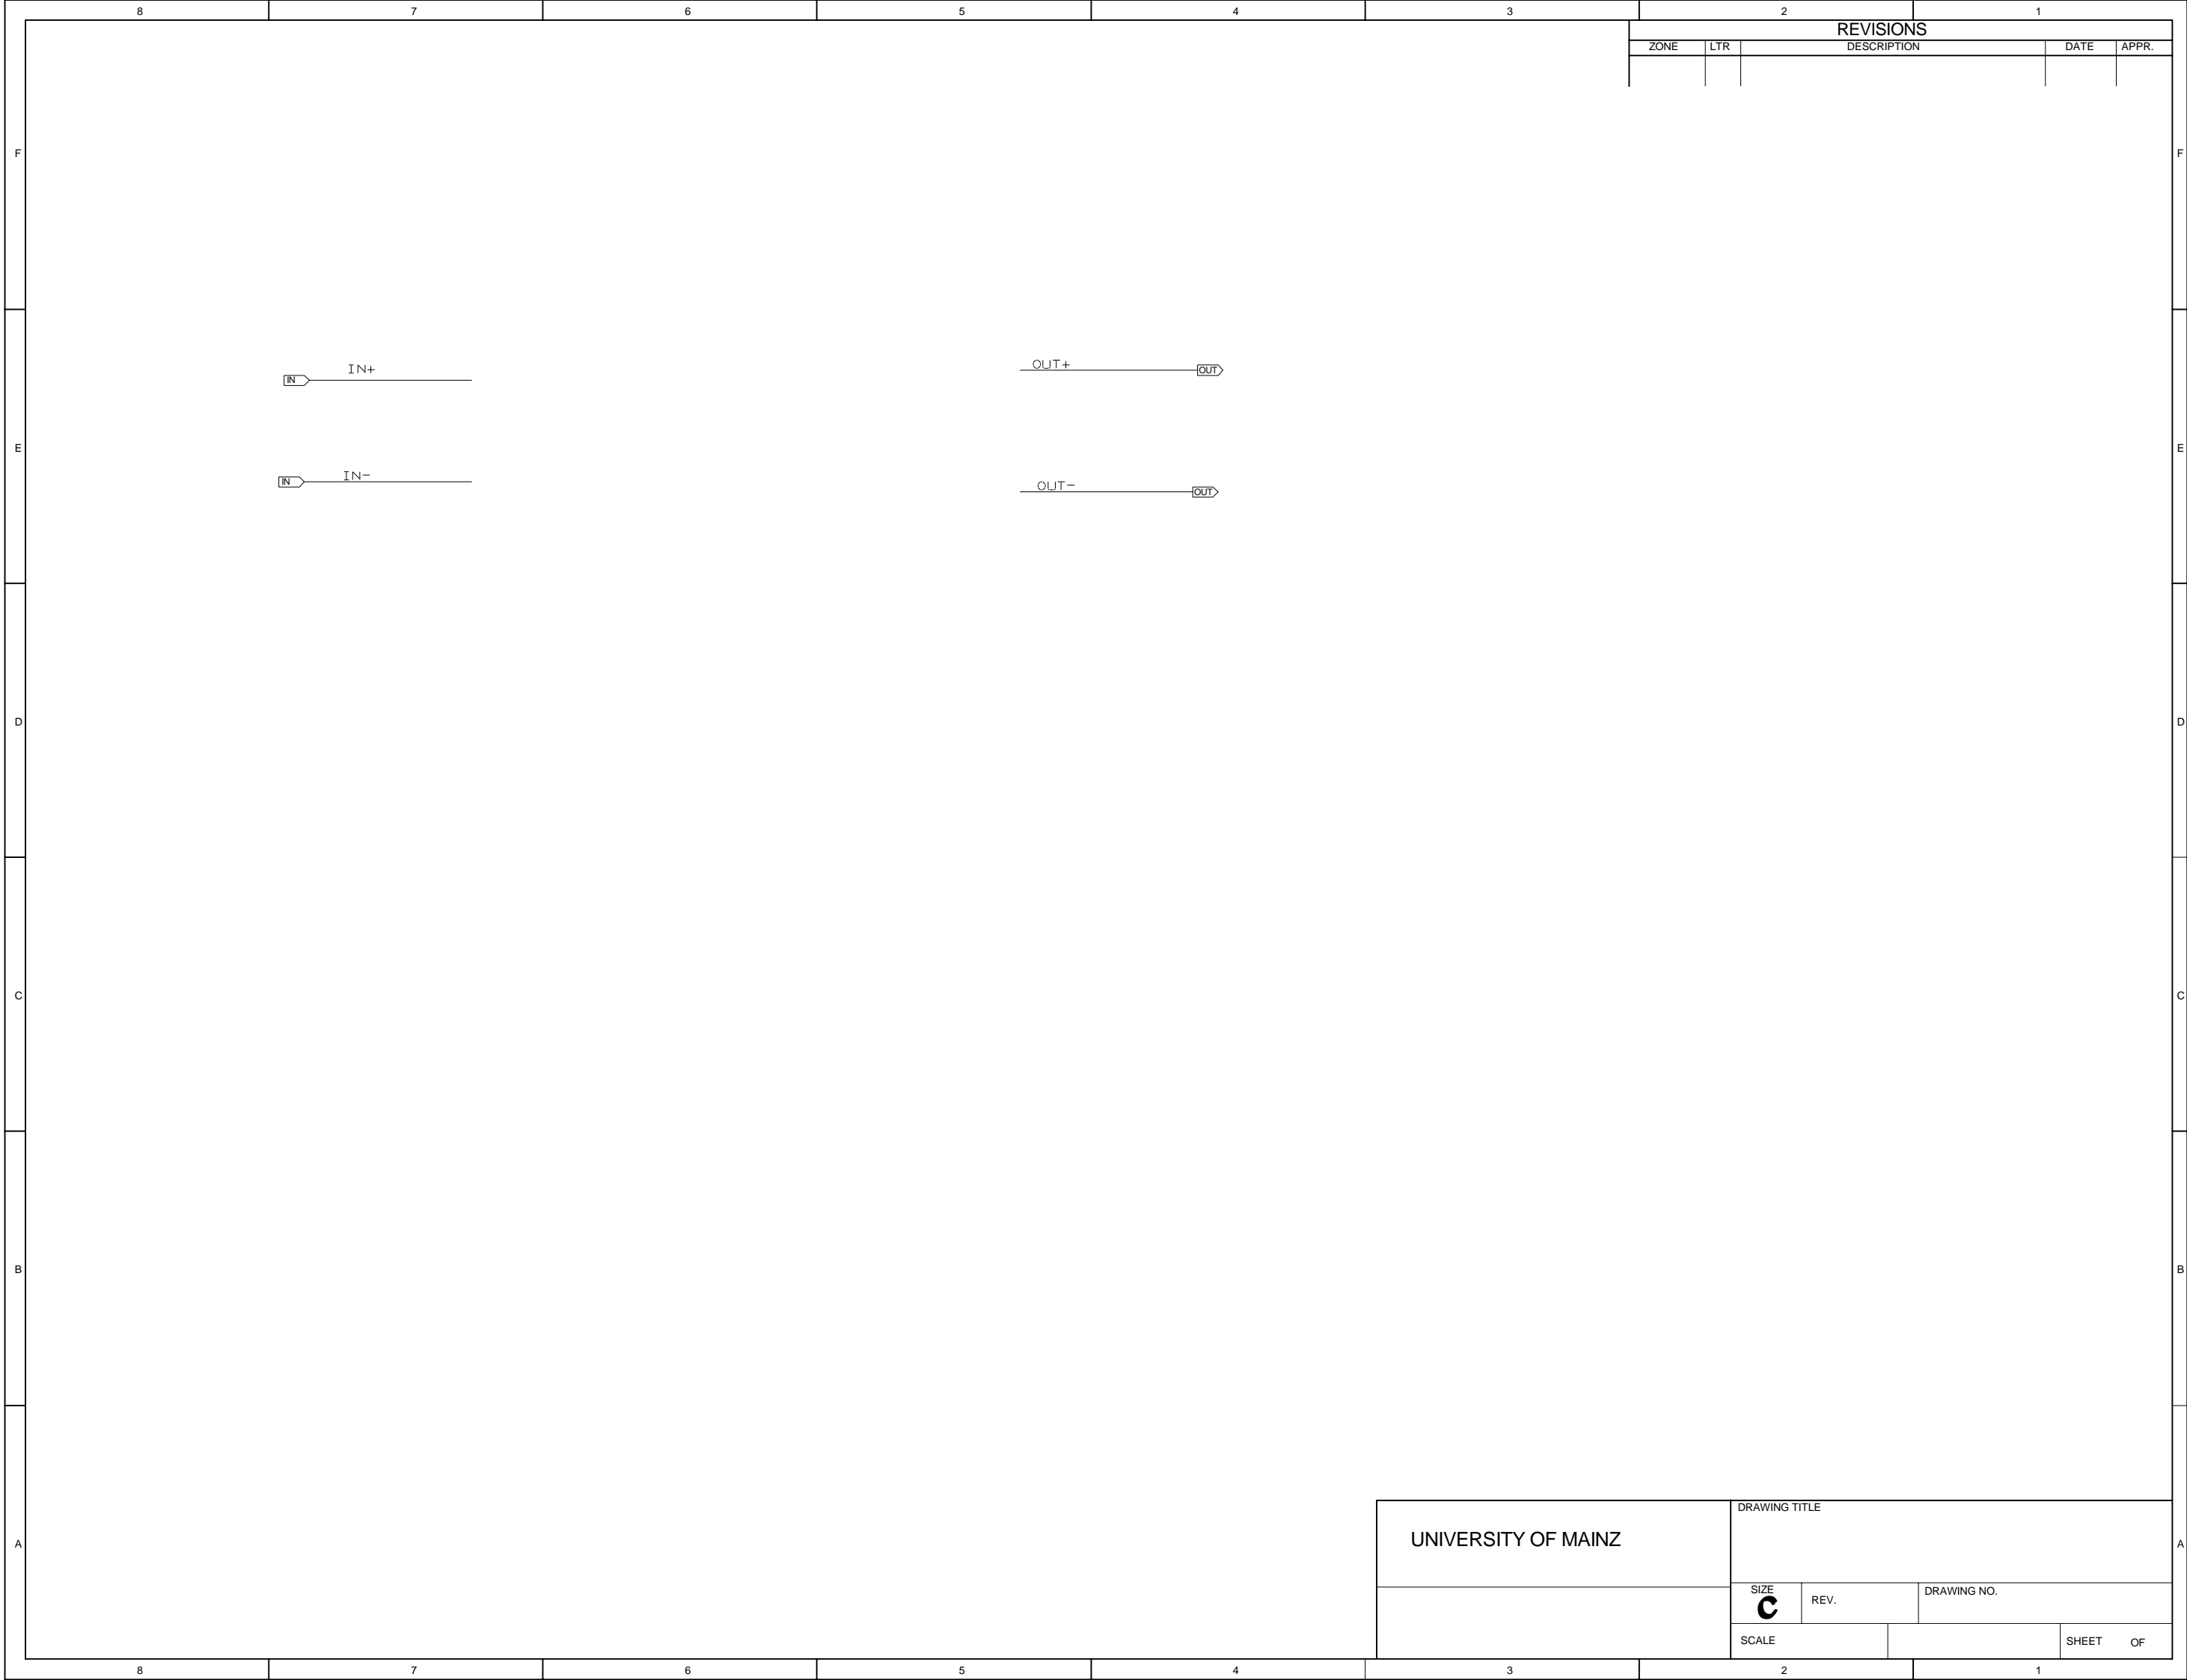 8 7 6 5 4 3 2 1
REVISIONS
ZONE LTR DESCRIPTION DATE APPR.
F F
IN+ OUT+
IN OUT
E E
IN- OUT-
IN OUT
D D
C C
B B
DRAWING TITLE
UNIVERSITY OF MAINZ
A A
SIZE REV. DRAWING NO.
C
SCALE SHEET OF
8 7 6 5 4 3 2 1